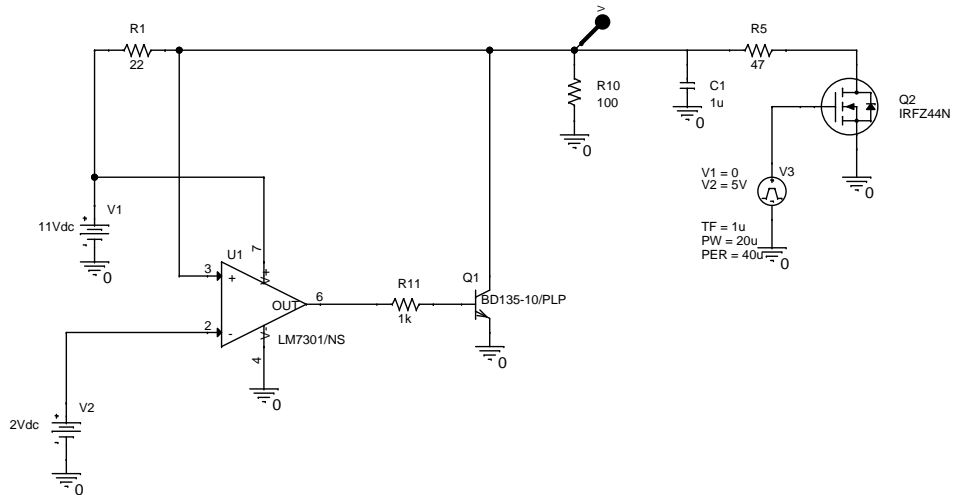 V
R1
22
R5
47
R10
100
C1
1u
0
0
Q2
IRFZ44N
0
V1 = 0
V2 = 5V
V3
TF = 1u
PW = 20u
PER = 40u
0
V1
11Vdc
+
-
0
U1
7
V+
3
+
2
-
OUT
6
V-
4
LM7301/NS
0
R11
1k
Q1
BD135-10/PLP
0
V2
2Vdc
+
-
0